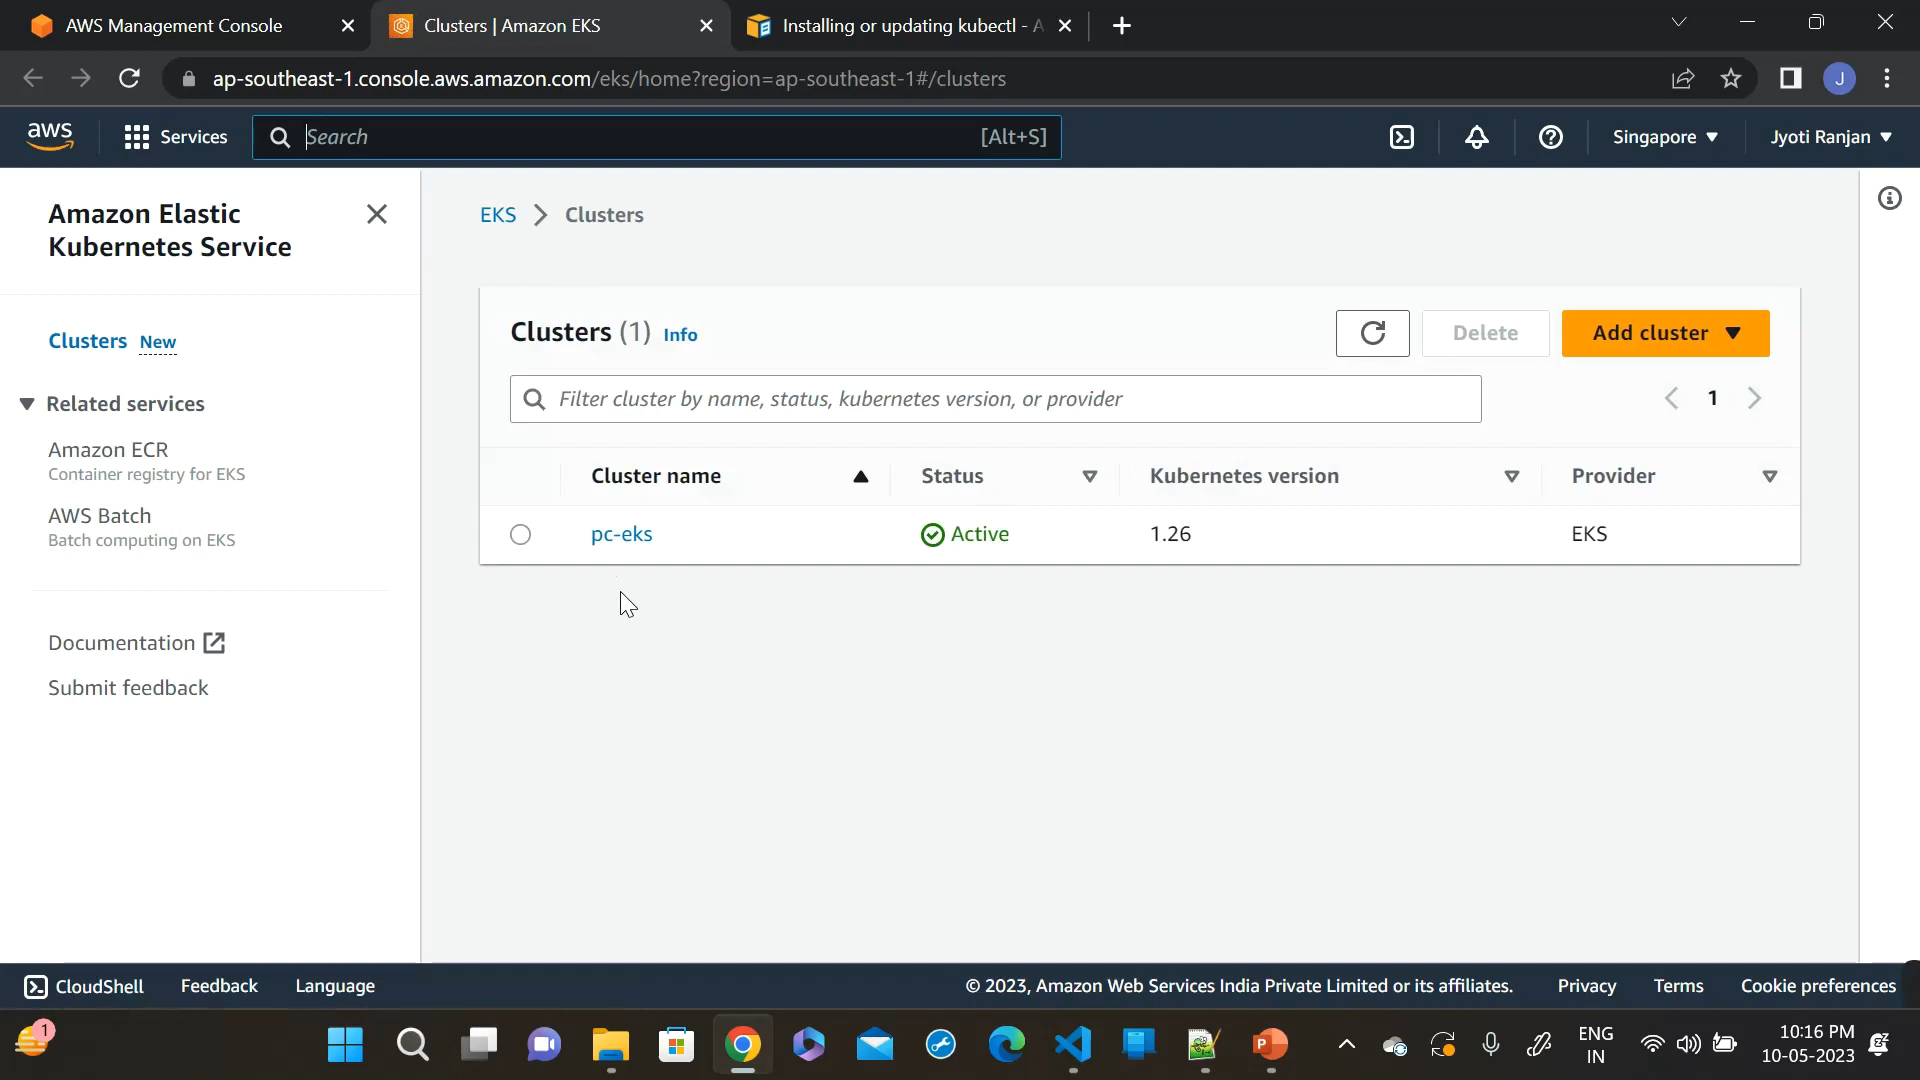 AWS Management Console
Clusters | Amazon EKS
Installing or updating kubectl - A
ap-southeast-1.console.aws.amazon.com/eks/home?region=ap-southeast-1#/clusters
J
aws
Services
Search
[Alt+S]
Singapore
Jyoti Ranjan
Amazon Elastic
Kubernetes Service
Clusters New
Related services
Amazon ECR
Container registry for EKS
AWS Batch
Batch computing on EKS
Documentation
Submit feedback
EKS
Clusters
Clusters (1) Info
Delete
Add cluster
Filter cluster by name, status, kubernetes version, or provider
1
Cluster name
Status
Kubernetes version
Provider
pc-eks
Active
1.26
EKS
CloudShell
Feedback
Language
© 2023, Amazon Web Services India Private Limited or its affiliates.
Privacy
Terms
Cookie preferences
1
ENG
IN
10:16 PM
10-05-2023